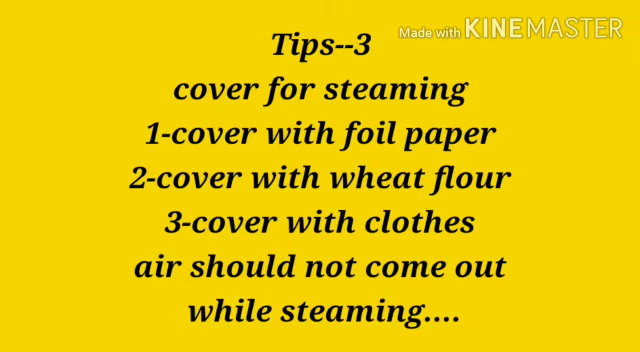 Made with KINEMASTER
Tips--3
cover for steaming
1-cover with foil paper
2-cover with wheat flour
3-cover with clothes
air should not come out
while steaming....